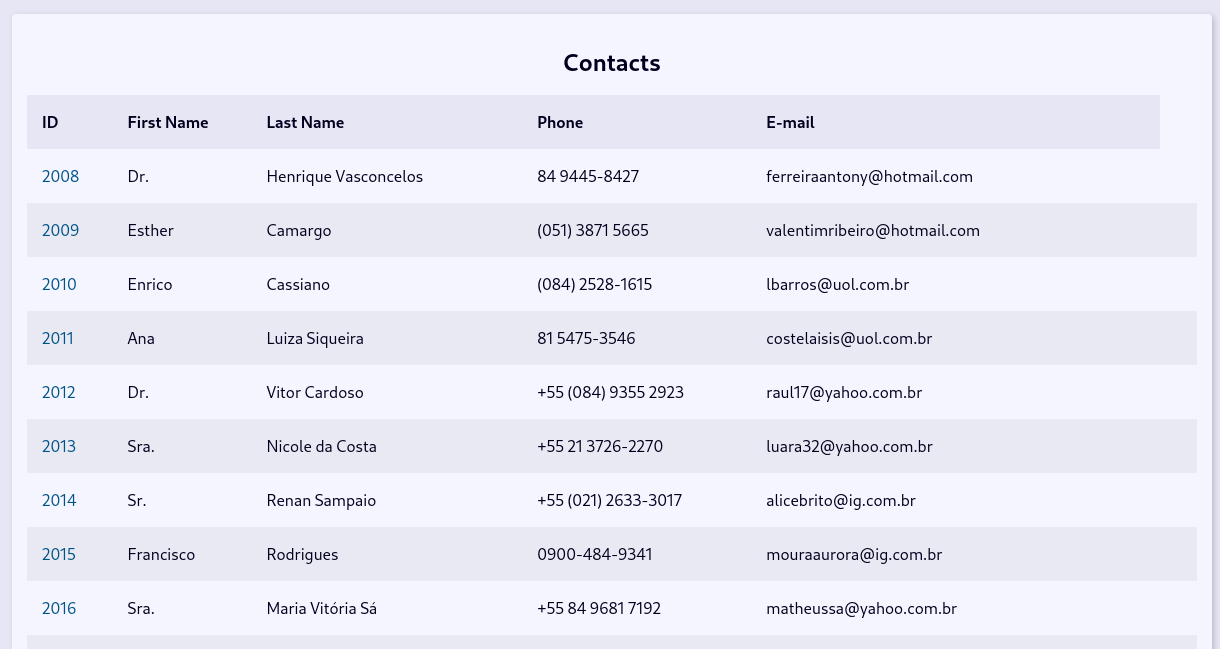 Contacts
ID First Name Last Name Phone E-mail
2008 Dr. Henrique Vasconcelos 84 9445-8427 ferreiraantony@hotmail.com
2009 Esther Camargo (051) 3871 5665 valentimribeiro@hotmail.com
2010 Enrico Cassiano (084) 2528-1615 lbarros@uol.com.br
2011 Ana Luiza Siqueira 81 5475-3546 costelaisis@uol.com.br
2012 Dr. Vitor Cardoso +55 (084) 9355 2923 raul17@yahoo.com.br
2013 Sra. Nicole da Costa +55 21 3726-2270 luara32@yahoo.com.br
2014 Sr. Renan Sampaio +55 (021) 2633-3017 alicebrito@ig.com.br
2015 Francisco Rodrigues 0900-484-9341 mouraaurora@ig.com.br
2016 Sra. Maria Vitória Sá +55 84 9681 7192 matheussa@yahoo.com.br